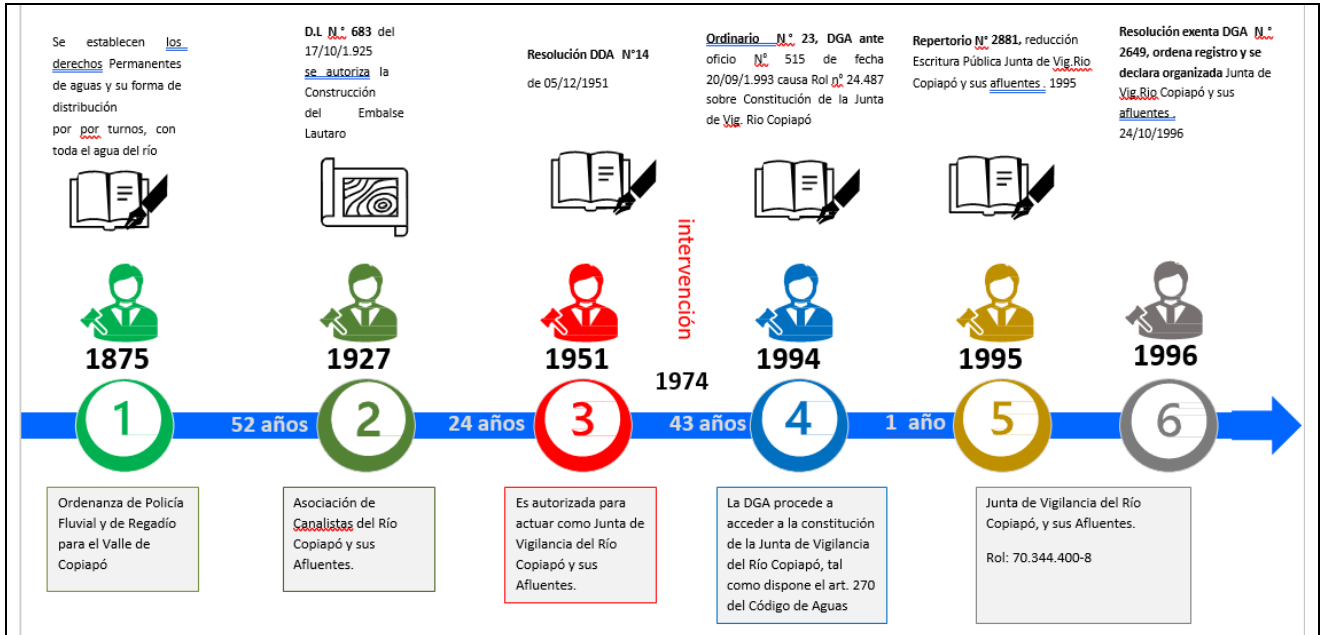 Se establecen los
derechos Permanentes
de aguas y su forma de
distribución
por por turnos, con
toda el agua del río
D.L N.° 683 del
17/10/1.925
se autoriza la
Construcción
del Embalse
Lautaro
Resolución DDA N°14
de 05/12/1951
Ordinario N.° 23, DGA ante
oficio N.° 515 de fecha
20/09/1.993 causa Rol n° 24.487
sobre Constitución de la Junta
de Vig. Rio Copiapó
Repertorio N° 2881, reducción
Escritura Pública Junta de Vig.Rio
Copiapó y sus afluentes . 1995
Resolución exenta DGA N.°
2649, ordena registro y se
declara organizada Junta de
Vig.Rio Copiapó y sus
afluentes .
24/10/1996
intervención
1875
1927
1951
1974
1994
1995
1996
1
52 años
2
24 años
3
43 años
4
1 año
5
6
Ordenanza de Policía
Fluvial y de Regadío
para el Valle de
Copiapó
Asociación de
Canalistas del Río
Copiapó y sus
Afluentes.
Es autorizada para
actuar como Junta de
Vigilancia del Río
Copiapó y sus
Afluentes.
La DGA procede a
acceder a la constitución
de la Junta de Vigilancia
del Río Copiapó, tal
como dispone el art. 270
del Código de Aguas
Junta de Vigilancia del Río
Copiapó, y sus Afluentes.
Rol: 70.344.400-8